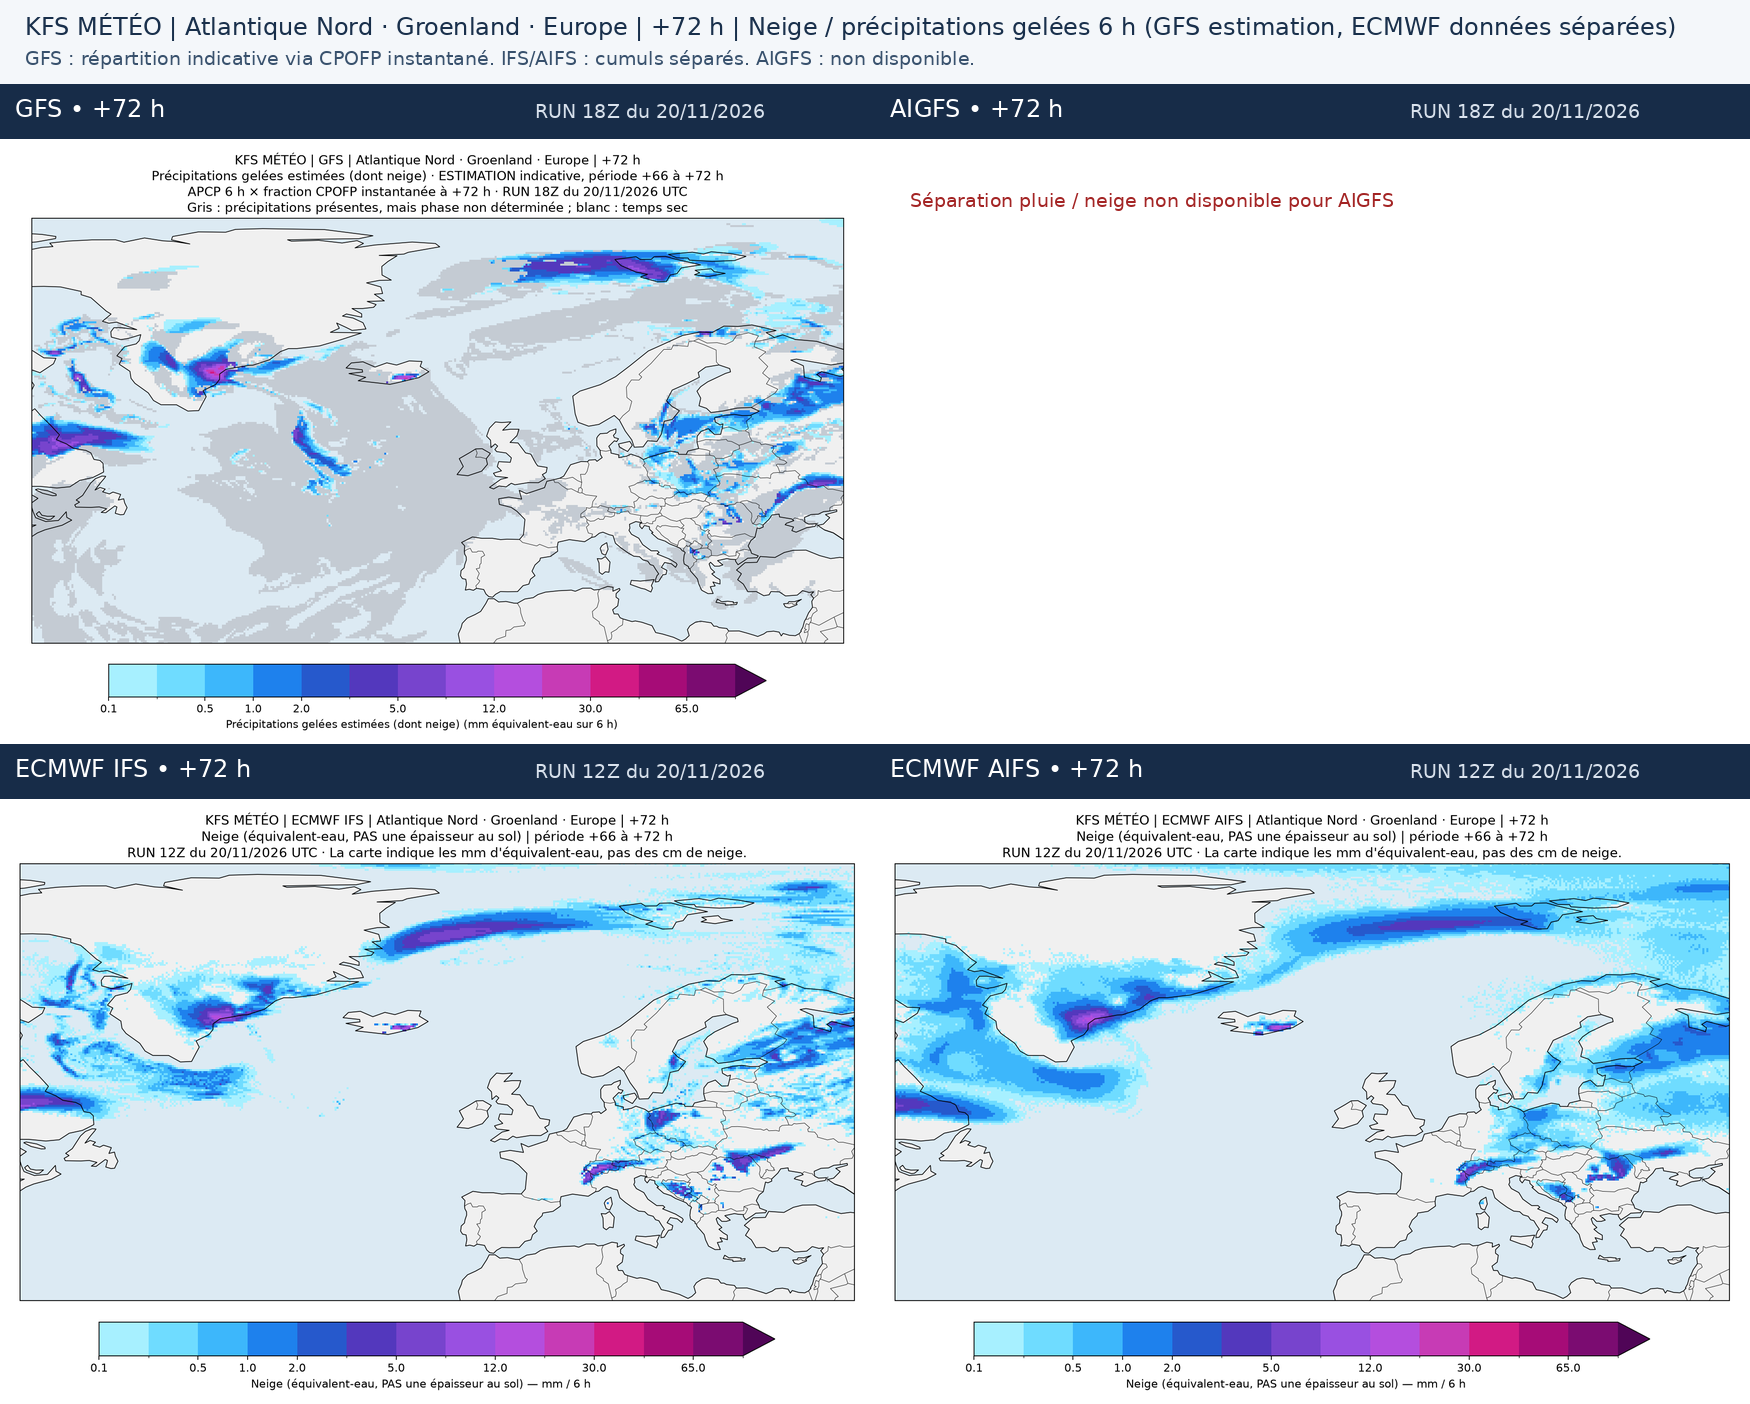 KFS MÉTÉO | Atlantique Nord · Groenland · Europe | +72 h | Neige / précipitations gelées 6 h (GFS estimation, ECMWF données séparées)
GFS : répartition indicative via CPOFP instantané. IFS/AIFS : cumuls séparés. AIGFS : non disponible.
GFS • +72 h
RUN 18Z du 20/11/2026
AIGFS • +72 h
RUN 18Z du 20/11/2026
KFS MÉTÉO | GFS | Atlantique Nord · Groenland · Europe | +72 h
Précipitations gelées estimées (dont neige) · ESTIMATION indicative, période +66 à +72 h
APCP 6 h × fraction CPOFP instantanée à +72 h · RUN 18Z du 20/11/2026 UTC
Gris : précipitations présentes, mais phase non déterminée ; blanc : temps sec
Séparation pluie / neige non disponible pour AIGFS
0.1 0.5 1.0 2.0 5.0 12.0 30.0 65.0
Précipitations gelées estimées (dont neige) (mm équivalent-eau sur 6 h)
ECMWF IFS • +72 h
RUN 12Z du 20/11/2026
ECMWF AIFS • +72 h
RUN 12Z du 20/11/2026
KFS MÉTÉO | ECMWF IFS | Atlantique Nord · Groenland · Europe | +72 h
Neige (équivalent-eau, PAS une épaisseur au sol) | période +66 à +72 h
RUN 12Z du 20/11/2026 UTC · La carte indique les mm d'équivalent-eau, pas des cm de neige.
KFS MÉTÉO | ECMWF AIFS | Atlantique Nord · Groenland · Europe | +72 h
Neige (équivalent-eau, PAS une épaisseur au sol) | période +66 à +72 h
RUN 12Z du 20/11/2026 UTC · La carte indique les mm d'équivalent-eau, pas des cm de neige.
0.1 0.5 1.0 2.0 5.0 12.0 30.0 65.0
Neige (équivalent-eau, PAS une épaisseur au sol) — mm / 6 h
0.1 0.5 1.0 2.0 5.0 12.0 30.0 65.0
Neige (équivalent-eau, PAS une épaisseur au sol) — mm / 6 h